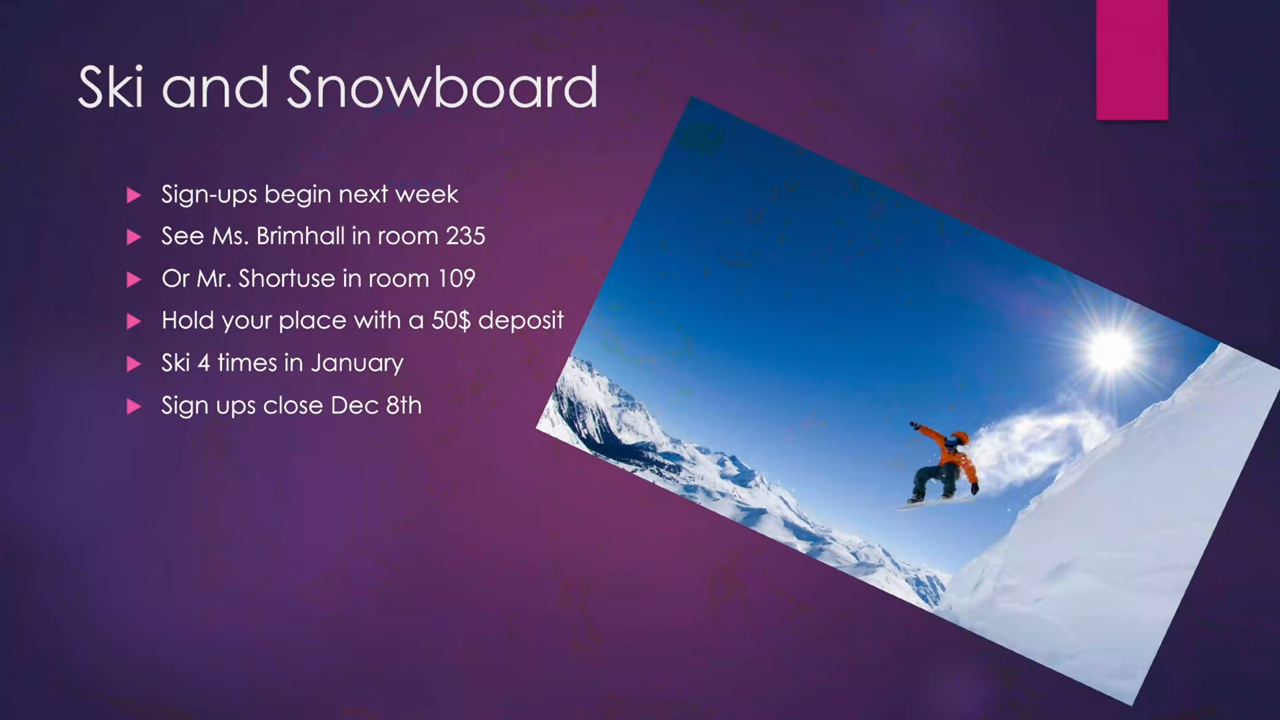 Ski and Snowboard
Sign-ups begin next week
See Ms. Brimhall in room 235
Or Mr. Shortuse in room 109
Hold your place with a 50$ deposit
Ski 4 times in January
Sign ups close Dec 8th